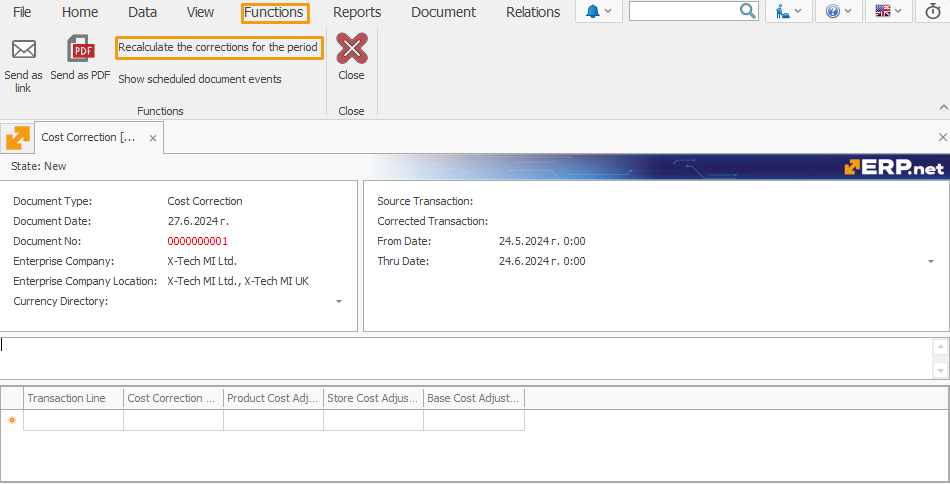 File Home Data View Functions Reports Document Relations
Send as link
PDF
Send as PDF
Recalculate the corrections for the period
Show scheduled document events
Functions
Close
Close
Cost Correction [...
State: New
ERP.net
Document Type: Cost Correction
Document Date: 27.6.2024 г.
Document No: 0000000001
Enterprise Company: X-Tech MI Ltd.
Enterprise Company Location: X-Tech MI Ltd., X-Tech MI UK
Currency Directory:
Source Transaction:
Corrected Transaction:
From Date: 24.5.2024 г. 0:00
Thru Date: 24.6.2024 г. 0:00
Transaction Line Cost Correction ... Product Cost Adj... Store Cost Adjus... Base Cost Adjust...